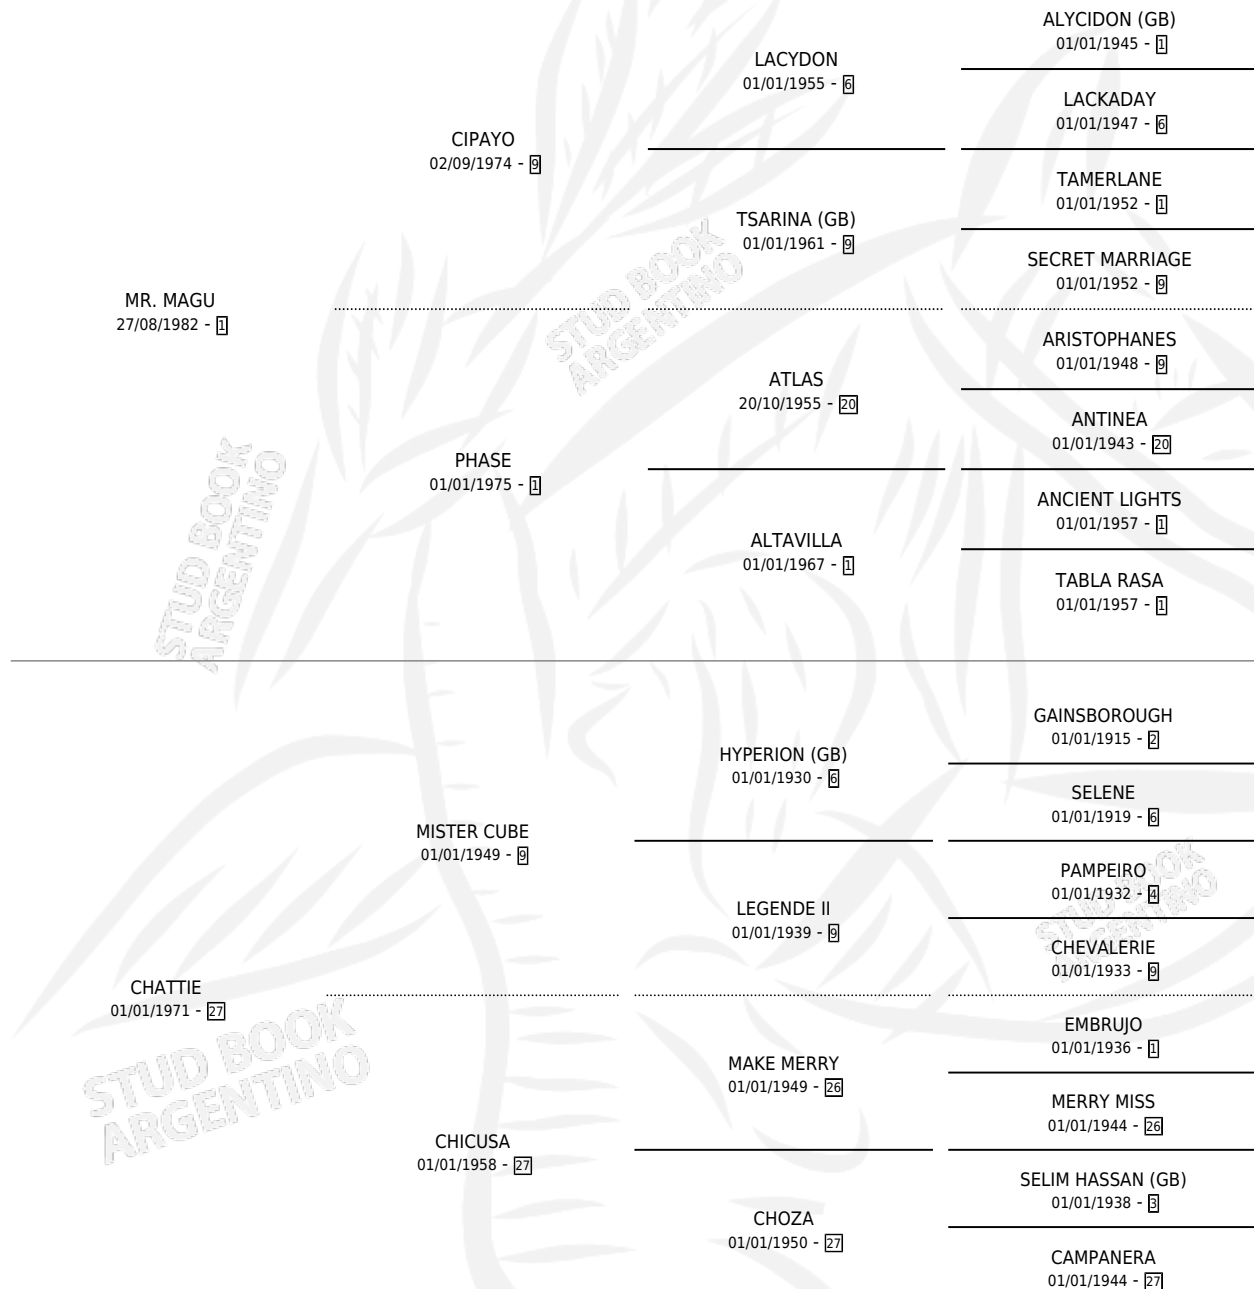 ALYCIDON (GB)
01/01/1945 - 1
LACYDON
01/01/1955 - 6
LACKADAY
01/01/1947 - 6
CIPAYO
02/09/1974 - 9
TAMERLANE
01/01/1952 - 1
TSARINA (GB)
01/01/1961 - 9
SECRET MARRIAGE
01/01/1952 - 9
MR. MAGU
27/08/1982 - 1
STUD BOOK
ARGENTINO
ARISTOPHANES
01/01/1948 - 9
ATLAS
20/10/1955 - 20
ANTINEA
01/01/1943 - 20
PHASE
01/01/1975 - 1
ANCIENT LIGHTS
01/01/1957 - 1
ALTAVILLA
01/01/1967 - 1
TABLA RASA
01/01/1957 - 1
STUD BOOK
ARGENTINO
GAINSBOROUGH
01/01/1915 - 2
HYPERION (GB)
01/01/1930 - 6
SELENE
01/01/1919 - 6
MISTER CUBE
01/01/1949 - 9
PAMPEIRO
01/01/1932 - 4
LEGENDE II
01/01/1939 - 9
CHEVALERIE
01/01/1933 - 9
STUD BOOK
ARGENTINO
CHATTIE
01/01/1971 - 27
EMBRUJO
01/01/1936 - 1
MAKE MERRY
01/01/1949 - 26
MERRY MISS
01/01/1944 - 26
STUD BOOK
ARGENTINO
CHICUSA
01/01/1958 - 27
SELIM HASSAN (GB)
01/01/1938 - 3
CHOZA
01/01/1950 - 27
CAMPANERA
01/01/1944 - 27